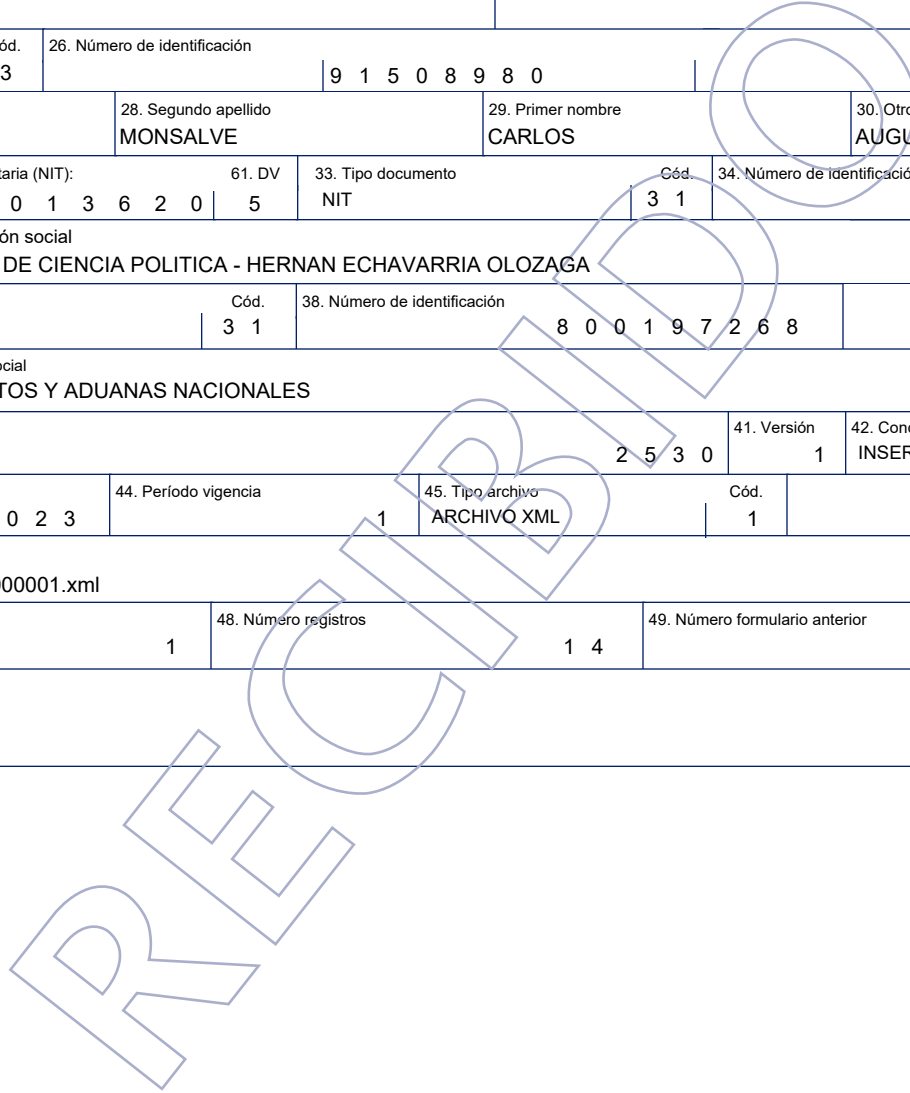 ód. 26. Número de identificación
3 9 1 5 0 8 9 8 0
28. Segundo apellido 29. Primer nombre 30. Otro
MONSALVE CARLOS AUGU
taria (NIT): 61. DV 33. Tipo documento Cód. 34. Número de identificació
0 1 3 6 2 0 5 NIT 3 1
ón social
DE CIENCIA POLITICA - HERNAN ECHAVARRIA OLOZAGA
Cód. 38. Número de identificación
3 1 8 0 0 1 9 7 2 6 8
ocial
TOS Y ADUANAS NACIONALES
41. Versión 42. Conc
2 5 3 0 1 INSER
44. Período vigencia 45. Tipo archivo Cód.
0 2 3 1 ARCHIVO XML 1
000001.xml
48. Número registros 49. Número formulario anterior
1 1 4
RECIBIDO